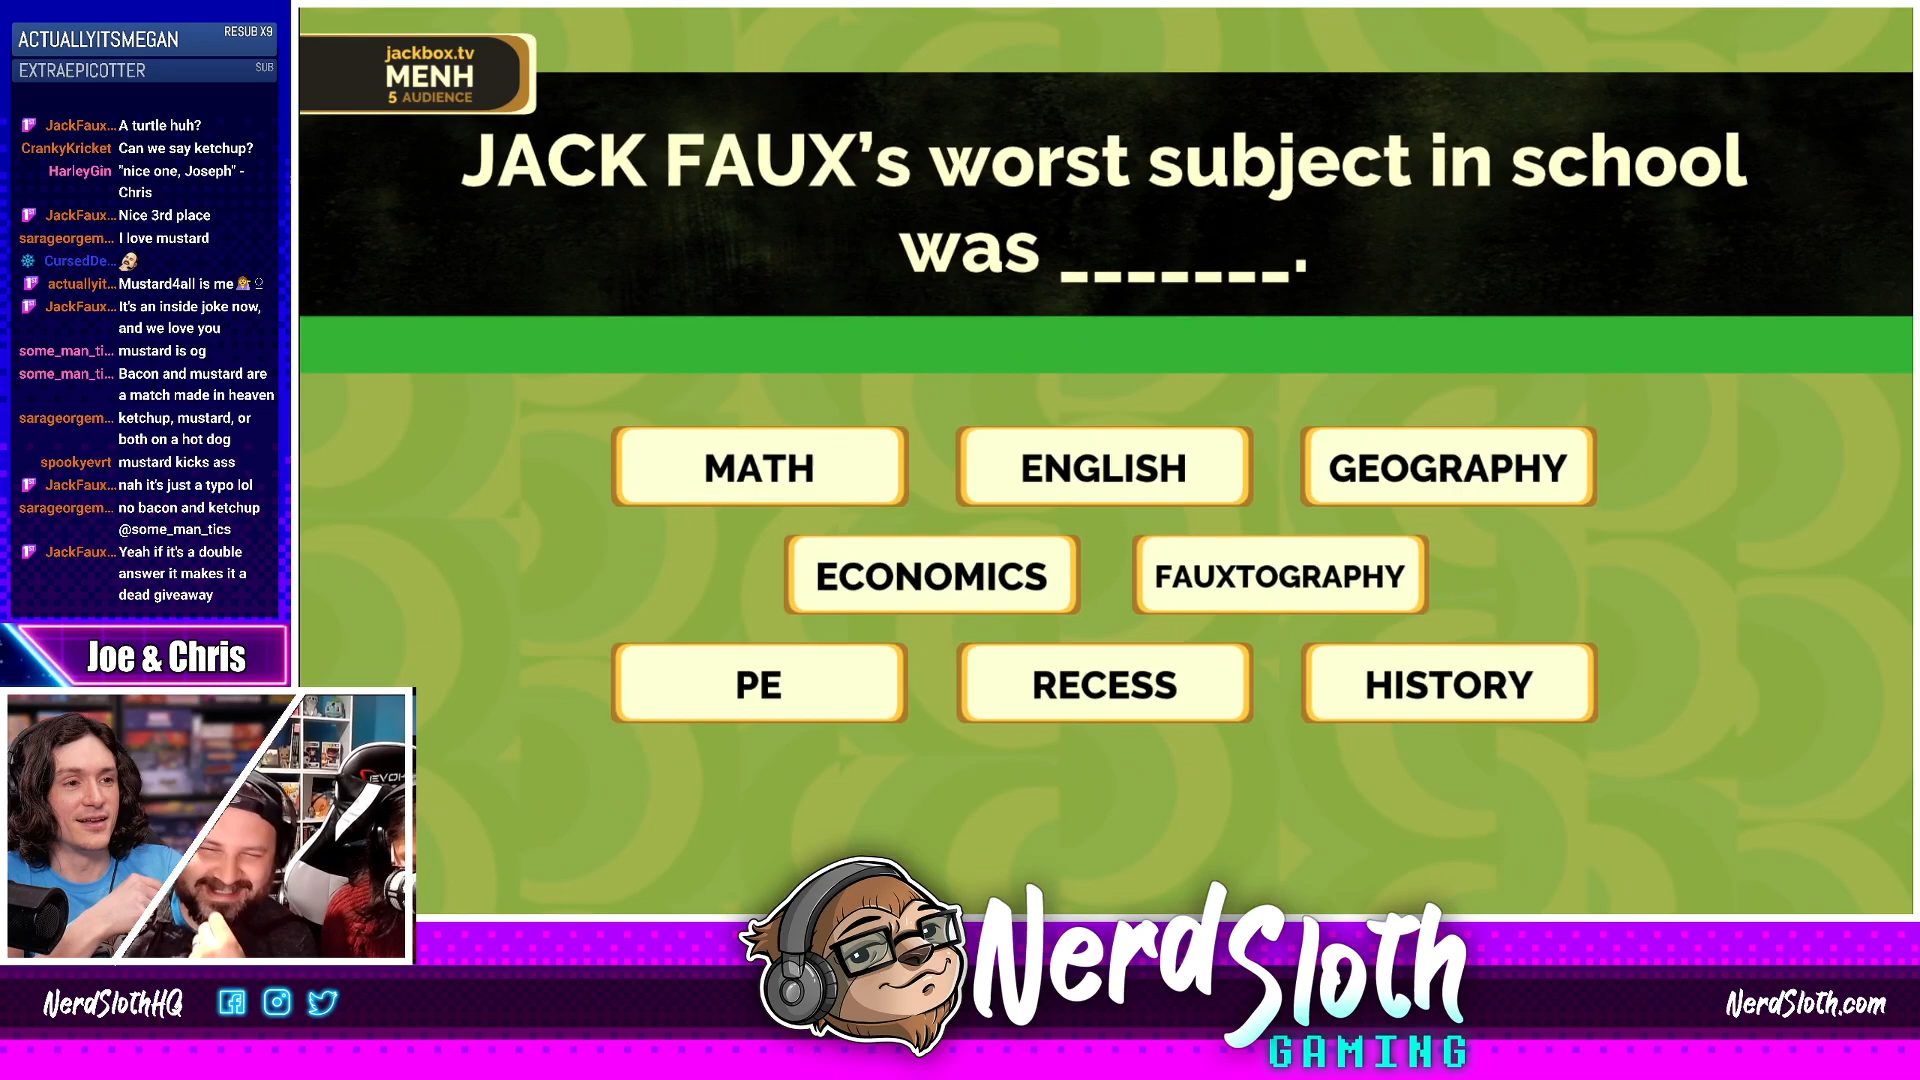 ACTUALLYITSMEGAN RESUB X9
EXTRAEPICOTTER SUB
JackFaux... A turtle huh?
CrankyKricket Can we say ketchup?
HarleyGin "nice one, Joseph" -
Chris
JackFaux... Nice 3rd place
sarageorgem... I love mustard
CursedDe...
actuallyit... Mustard4all is me
JackFaux... It's an inside joke now,
and we love you
some_man_ti... mustard is og
some_man_ti... Bacon and mustard are
a match made in heaven
sarageorgem... ketchup, mustard, or
both on a hot dog
spookyevrt mustard kicks ass
JackFaux... nah it's just a typo lol
sarageorgem... no bacon and ketchup
@some_man_tics
JackFaux... Yeah if it's a double
answer it makes it a
dead giveaway
Joe & Chris
jackbox.tv
MENH
5 AUDIENCE
JACK FAUX's worst subject in school
was _______.
MATH ENGLISH GEOGRAPHY
ECONOMICS FAUXTOGRAPHY
PE RECESS HISTORY
NerdSloth
GAMING
NerdSlothHQ
NerdSloth.com